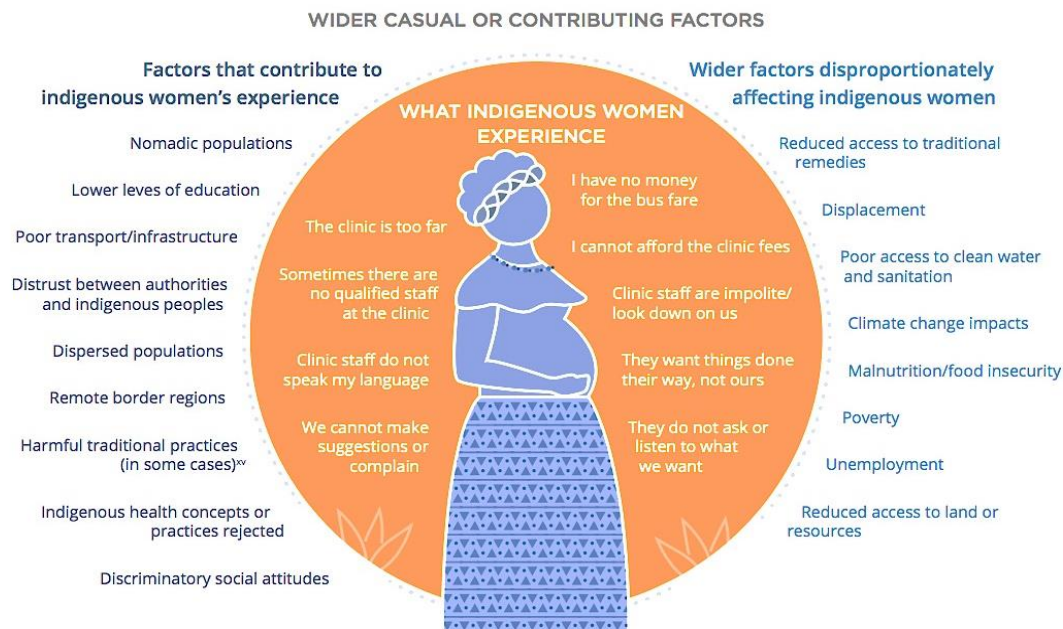 WIDER CASUAL OR CONTRIBUTING FACTORS
Factors that contribute to
indigenous women's experience
Nomadic populations
Lower leves of education
Poor transport/infrastructure
Distrust between authorities
and indigenous peoples
Dispersed populations
Remote border regions
Harmful traditional practices
(in some cases)xv
Indigenous health concepts or
practices rejected
Discriminatory social attitudes
WHAT INDIGENOUS WOMEN
EXPERIENCE
The clinic is too far
Sometimes there are
no qualified staff
at the clinic
Clinic staff do not
speak my language
We cannot make
suggestions or
complain
I have no money
for the bus fare
I cannot afford the clinic fees
Clinic staff are impolite/
look down on us
They want things done
their way, not ours
They do not ask or
listen to what
we want
Wider factors disproportionately
affecting indigenous women
Reduced access to traditional
remedies
Displacement
Poor access to clean water
and sanitation
Climate change impacts
Malnutrition/food insecurity
Poverty
Unemployment
Reduced access to land or
resources